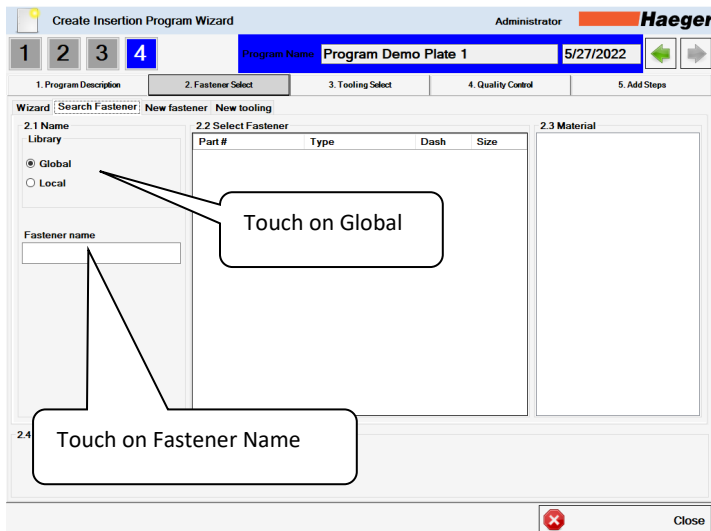 Create Insertion Program Wizard
Administrator
Haeger
1 2 3 4
Program Name Program Demo Plate 1 5/27/2022
1. Program Description 2. Fastener Select 3. Tooling Select 4. Quality Control 5. Add Steps
Wizard Search Fastener New fastener New tooling
2.1 Name 2.2 Select Fastener 2.3 Material
Library
Part # Type Dash Size
Global
Local
Touch on Global
Fastener name
Touch on Fastener Name
2.4
Close